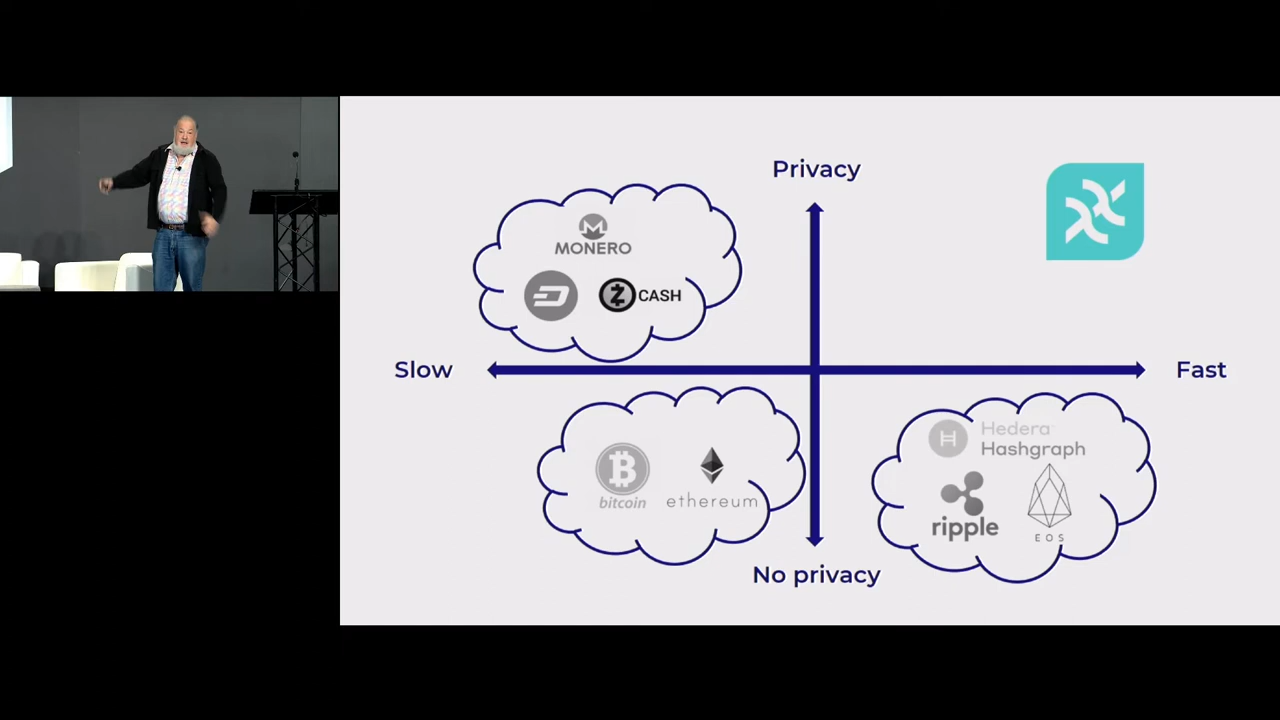 Privacy
MONERO
CASH
Slow
Fast
Hedera
Hashgraph
bitcoin
ethereum
ripple
EOS
No privacy